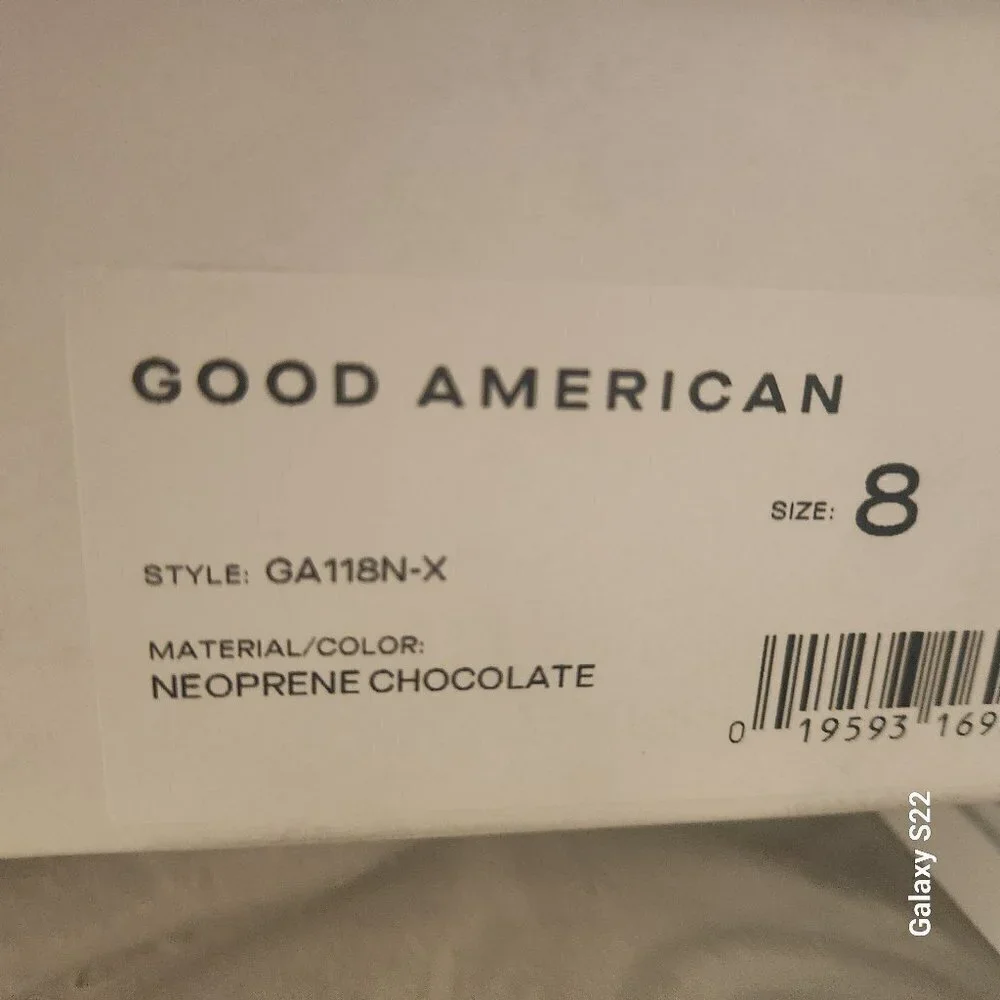 GOOD AMERICAN
SIZE: 8
STYLE: GA118N-X
MATERIAL/COLOR:
NEOPRENE CHOCOLATE
0 19593 169
Galaxy S22